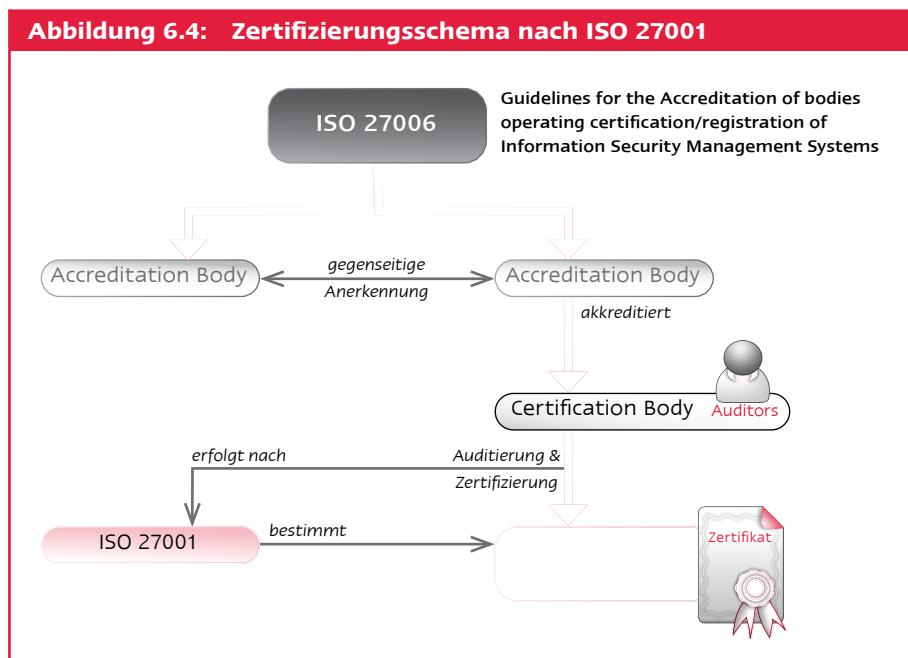 Abbildung 6.4: Zertifizierungsschema nach ISO 27001
ISO 27006
Guidelines for the Accreditation of bodies
operating certification/registration of
Information Security Management Systems
Accreditation Body
gegenseitige
Anerkennung
Accreditation Body
akkreditiert
Certification Body
Auditors
erfolgt nach
Auditierung &
Zertifizierung
ISO 27001
bestimmt
Zertifikat